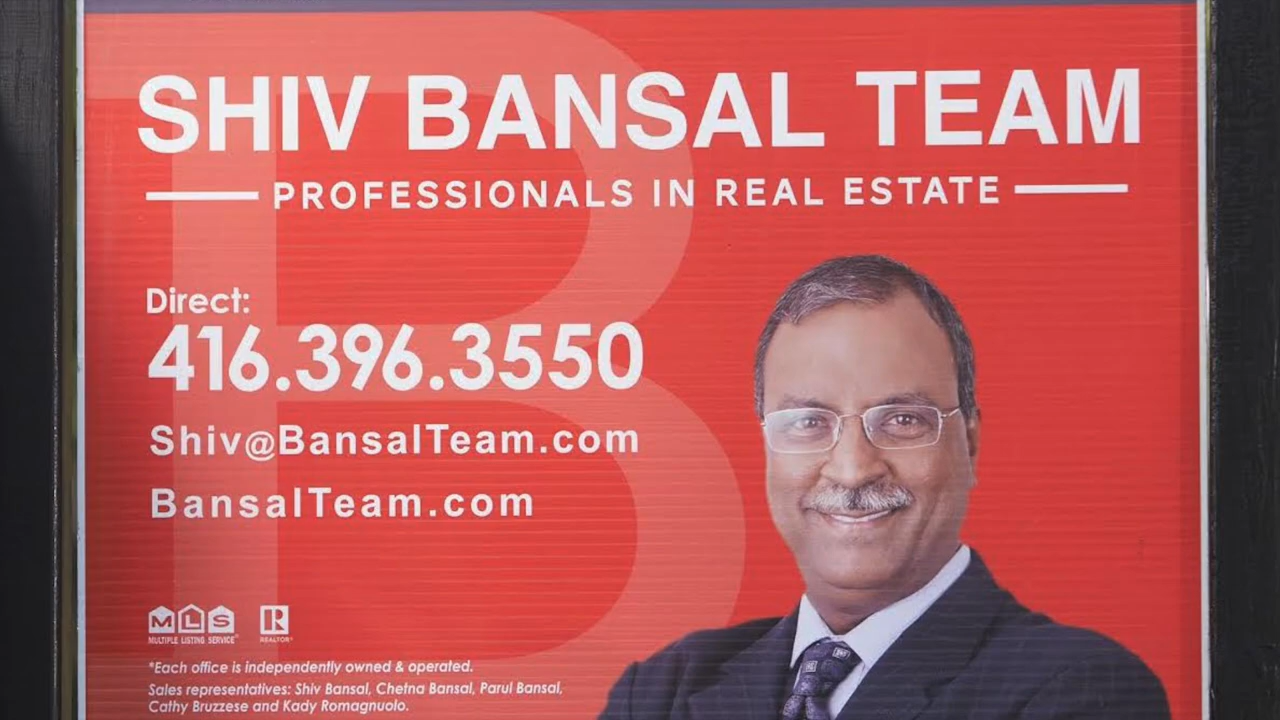 SHIV BANSAL TEAM
PROFESSIONALS IN REAL ESTATE
Direct:
416.396.3550
Shiv@BansalTeam.com
BansalTeam.com
MLS R
MULTIPLE LISTING SERVICE® REALTOR®
*Each office is independently owned & operated.
Sales representatives: Shiv Bansal, Chetna Bansal, Parul Bansal,
Cathy Bruzzese and Kady Romagnuolo.